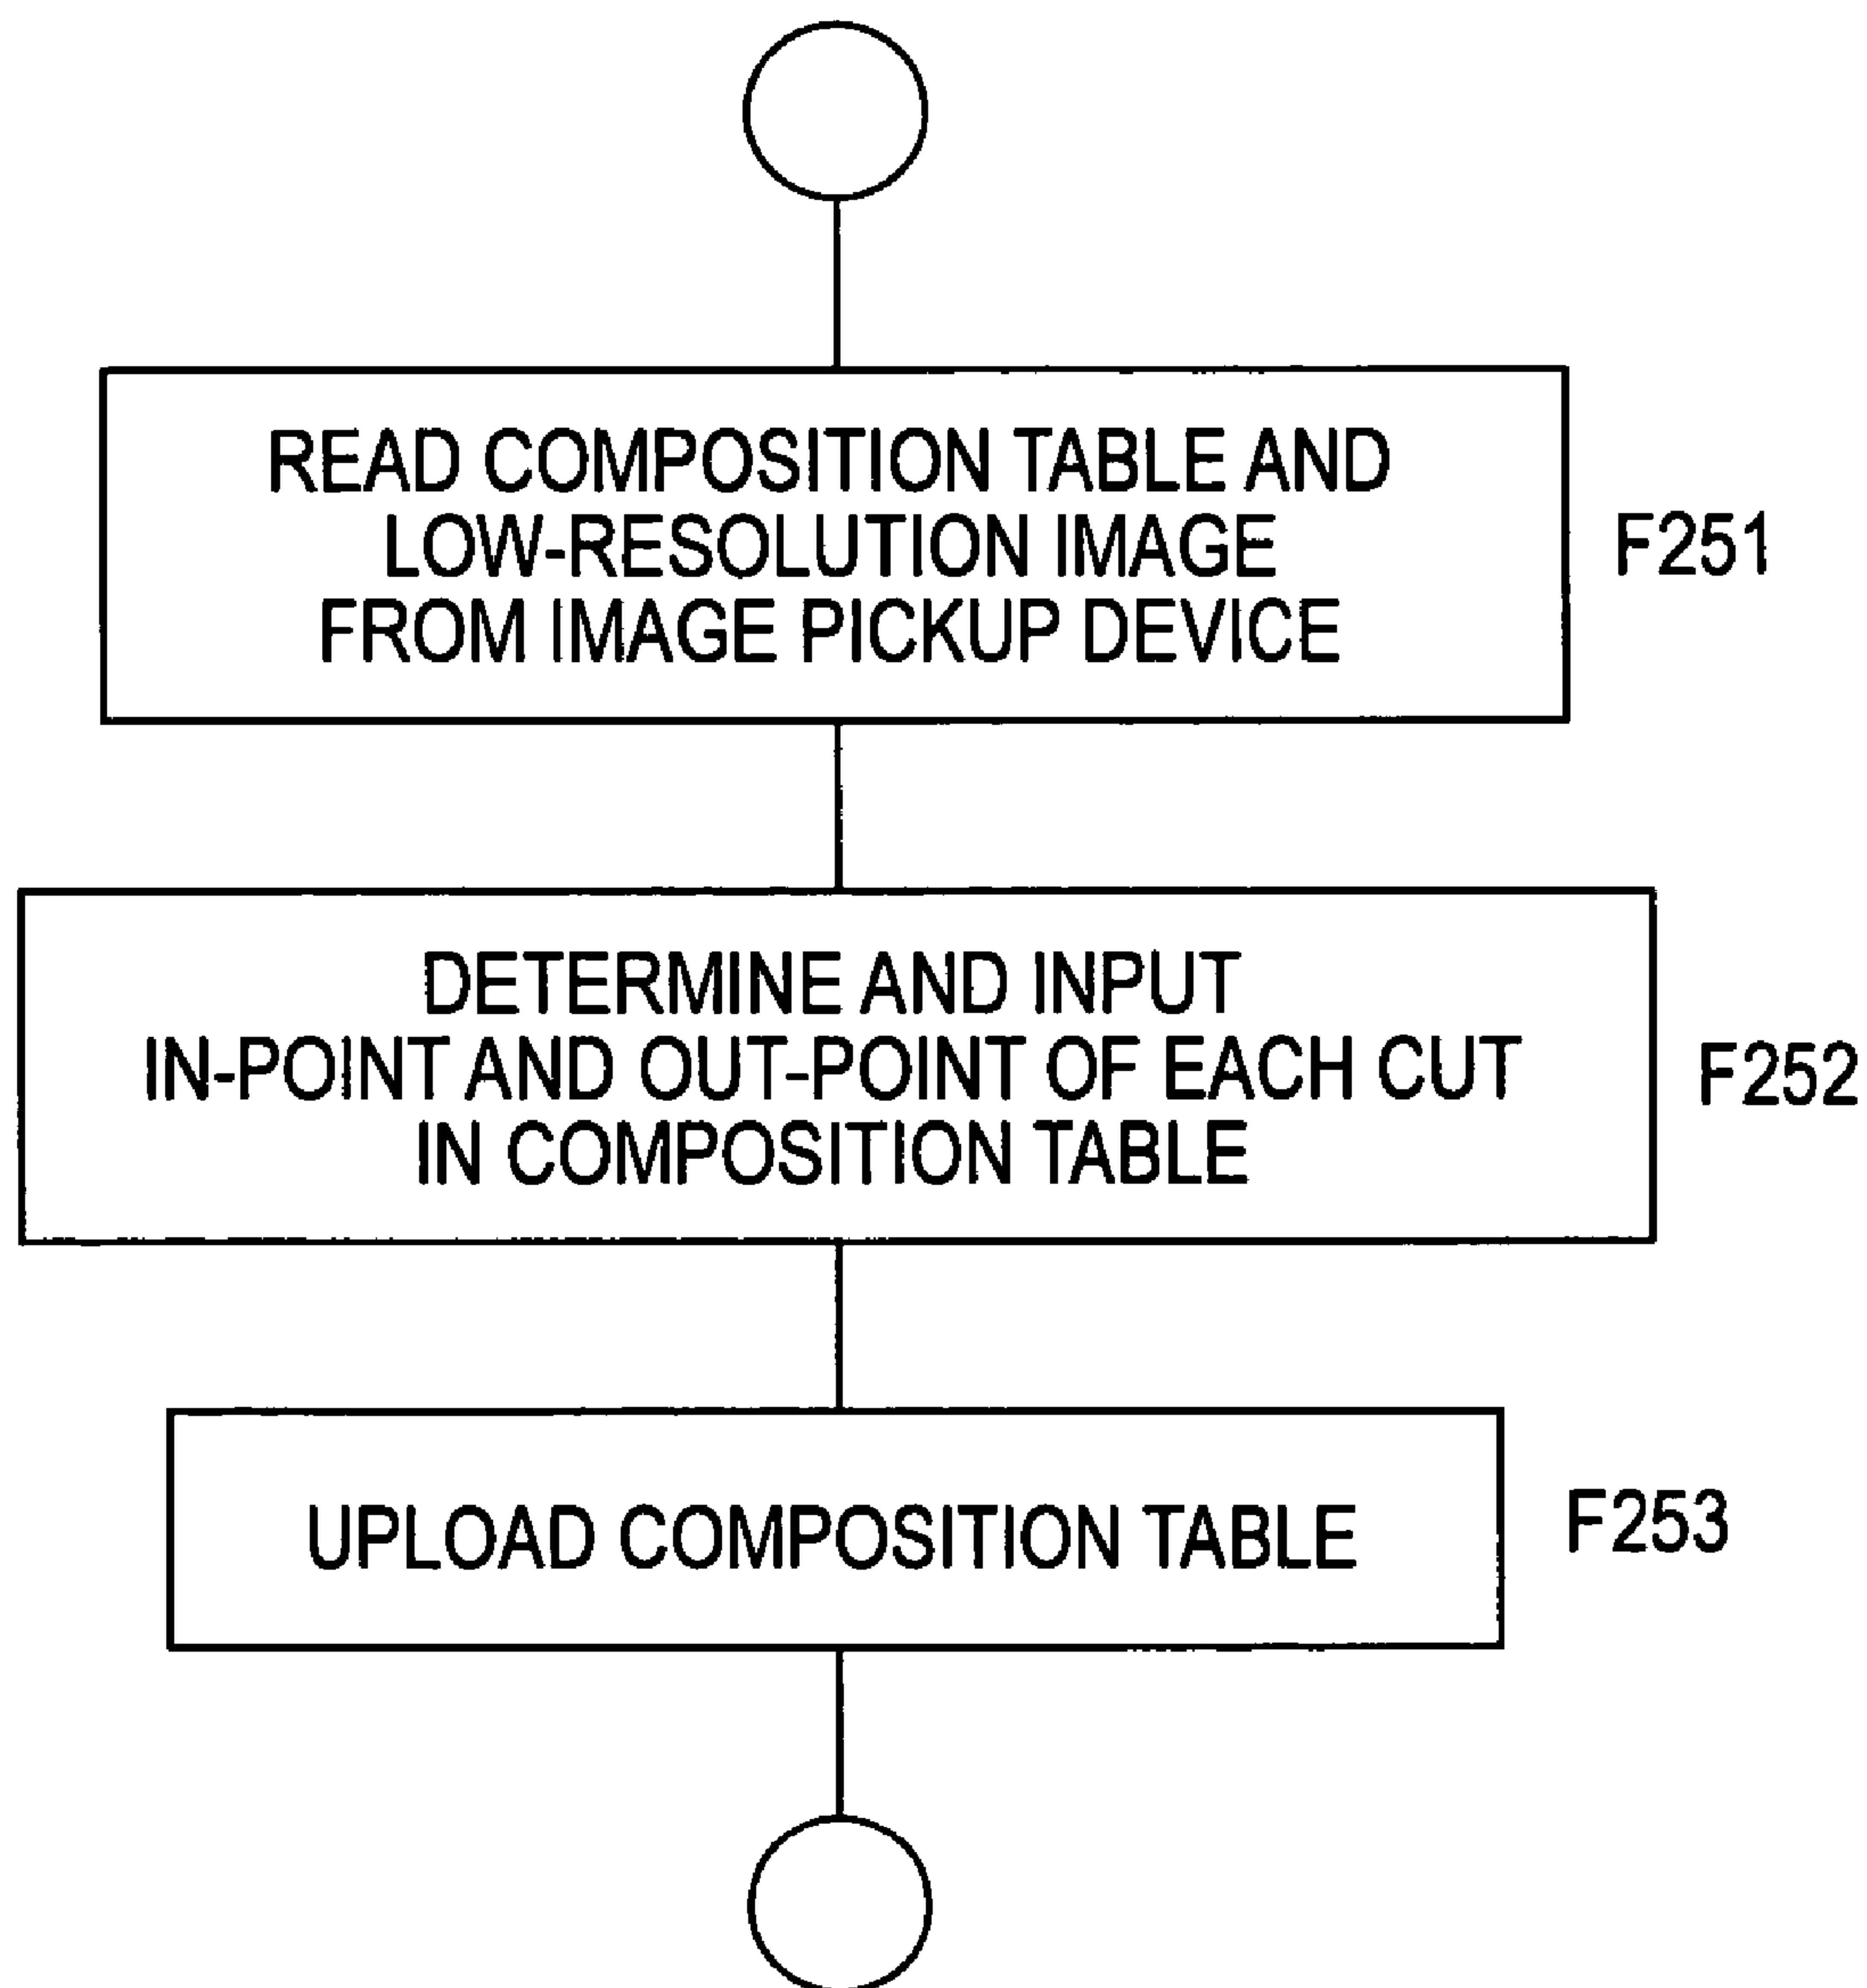 READ COMPOSITION TABLE AND
LOW-RESOLUTION IMAGE
FROM IMAGE PICKUP DEVICE
F251
DETERMINE AND INPUT
IN-POINT AND OUT-POINT OF EACH CUT
IN COMPOSITION TABLE
F252
UPLOAD COMPOSITION TABLE
F253